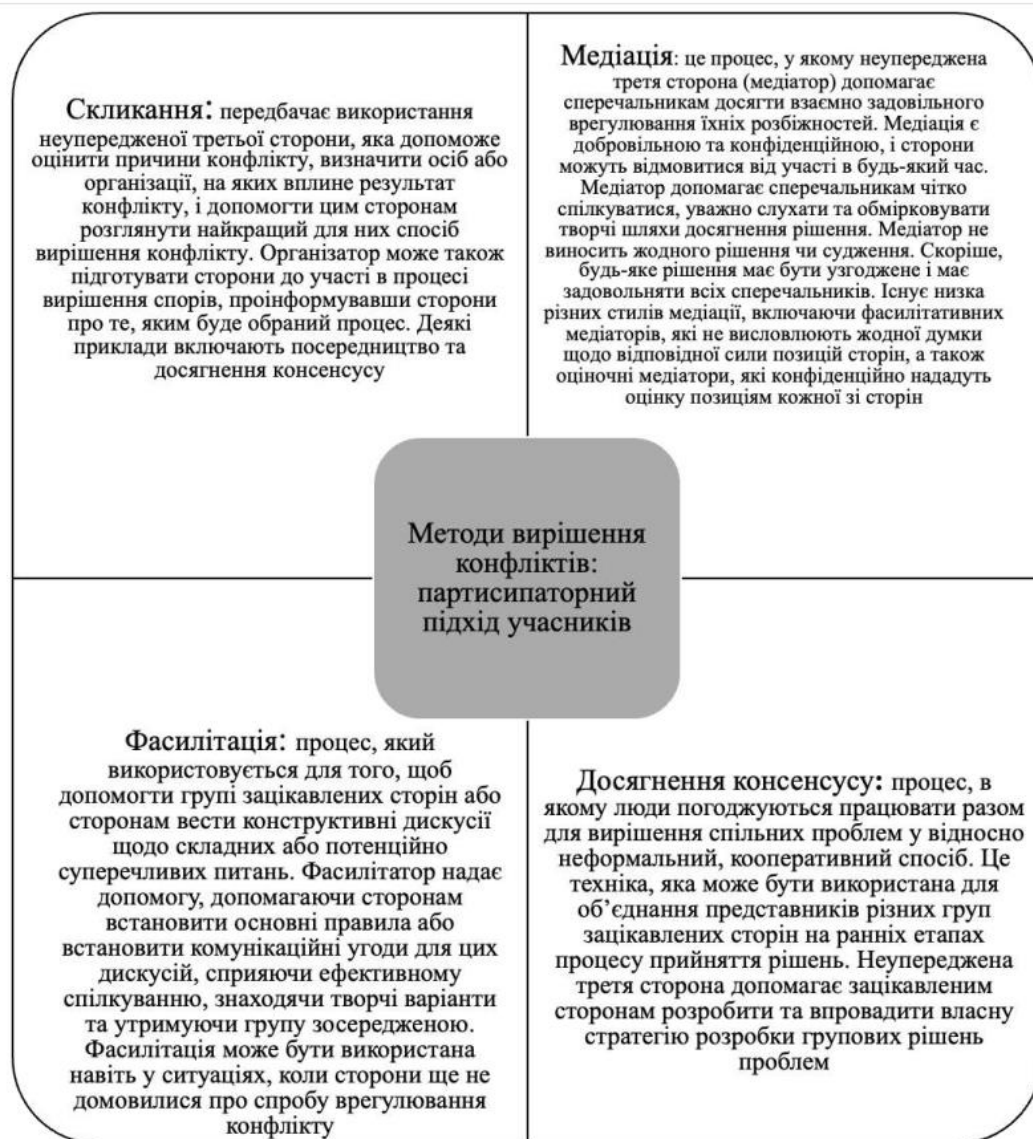 Скликання: передбачає використання
неупередженої третьої сторони, яка допоможе
оцінити причини конфлікту, визначити осіб або
організації, на яких вплине результат
конфлікту, і допомогти цим сторонам
розглянути найкращий для них спосіб
вирішення конфлікту. Організатор може також
підготувати сторони до участі в процесі
вирішення спорів, проінформувавши сторони
про те, яким буде обраний процес. Деякі
приклади включають посередництво та
досягнення консенсусу
Медіація: це процес, у якому неупереджена
третя сторона (медіатор) допомагає
сперечальникам досягти взаємно задовільного
врегулювання їхніх розбіжностей. Медіація є
добровільною та конфіденційною, і сторони
можуть відмовитися від участі в будь-який час.
Медіатор допомагає сперечальникам чітко
спілкуватися, уважно слухати та обмірковувати
творчі шляхи досягнення рішення. Медіатор не
виносить жодного рішення чи судження. Скоріше,
будь-яке рішення має бути узгоджене і має
задовольняти всіх сперечальників. Існує низка
різних стилів медіації, включаючи фасилітативних
медіаторів, які не висловлюють жодної думки
щодо відповідної сили позицій сторін, а також
оціночні медіатори, які конфіденційно нададуть
оцінку позиціям кожної зі сторін
Методи вирішення
конфліктів:
партисипаторний
підхід учасників
Фасилітація: процес, який
використовується для того, щоб
допомогти групі зацікавлених сторін або
сторонам вести конструктивні дискусії
щодо складних або потенційно
суперечливих питань. Фасилітатор надає
допомогу, допомагаючи сторонам
встановити основні правила або
встановити комунікаційні угоди для цих
дискусій, сприяючи ефективному
спілкуванню, знаходячи творчі варіанти
та утримуючи групу зосередженою.
Фасилітація може бути використана
навіть у ситуаціях, коли сторони ще не
домовилися про спробу врегулювання
конфлікту
Досягнення консенсусу: процес, в
якому люди погоджуються працювати разом
для вирішення спільних проблем у відносно
неформальний, кооперативний спосіб. Це
техніка, яка може бути використана для
об’єднання представників різних груп
зацікавлених сторін на ранніх етапах
процесу прийняття рішень. Неупереджена
третя сторона допомагає зацікавленим
сторонам розробити та впровадити власну
стратегію розробки групових рішень
проблем